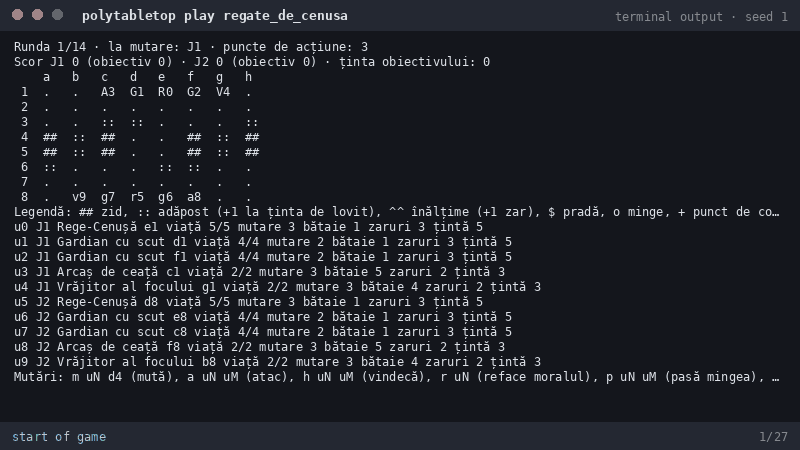 polytabletop play regate_de_cenusa
terminal output · seed 1
Runda 1/14 · la mutare: J1 · puncte de acțiune: 3
Scor J1 0 (obiectiv 0) · J2 0 (obiectiv 0) · ținta obiectivului: 0
a b c d e f g h
1 . . A3 G1 R0 G2 V4 .
2 . . . . . . . .
3 . . :: :: . . . ::
4 ## :: ## . . ## :: ##
5 ## :: ## . . ## :: ##
6 :: . . . :: :: . .
7 . . . . . . . .
8 . v9 g7 r5 g6 a8 . .
Legendă: ## zid, :: adăpost (+1 la ținta de lovit), ^^ înălțime (+1 zar), $ pradă, o minge, + punct de co…
u0 J1 Rege-Cenușă e1 viață 5/5 mutare 3 bătaie 1 zaruri 3 țintă 5
u1 J1 Gardian cu scut d1 viață 4/4 mutare 2 bătaie 1 zaruri 3 țintă 5
u2 J1 Gardian cu scut f1 viață 4/4 mutare 2 bătaie 1 zaruri 3 țintă 5
u3 J1 Arcaș de ceață c1 viață 2/2 mutare 3 bătaie 5 zaruri 2 țintă 3
u4 J1 Vrăjitor al focului g1 viață 2/2 mutare 3 bătaie 4 zaruri 2 țintă 3
u5 J2 Rege-Cenușă d8 viață 5/5 mutare 3 bătaie 1 zaruri 3 țintă 5
u6 J2 Gardian cu scut e8 viață 4/4 mutare 2 bătaie 1 zaruri 3 țintă 5
u7 J2 Gardian cu scut c8 viață 4/4 mutare 2 bătaie 1 zaruri 3 țintă 5
u8 J2 Arcaș de ceață f8 viață 2/2 mutare 3 bătaie 5 zaruri 2 țintă 3
u9 J2 Vrăjitor al focului b8 viață 2/2 mutare 3 bătaie 4 zaruri 2 țintă 3
Mutări: m uN d4 (mută), a uN uM (atac), h uN uM (vindecă), r uN (reface moralul), p uN uM (pasă mingea), …
start of game
1/27